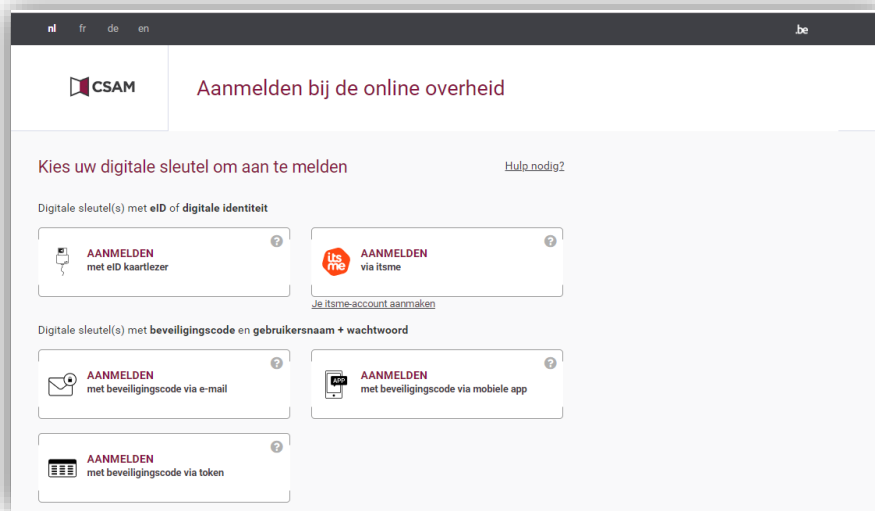 nl fr de en .be
CSAM
Aanmelden bij de online overheid
Kies uw digitale sleutel om aan te melden
Hulp nodig?
Digitale sleutel(s) met eID of digitale identiteit
AANMELDEN
met eID kaartlezer
?
its
me
AANMELDEN
via itsme
?
Je itsme-account aanmaken
Digitale sleutel(s) met beveiligingscode en gebruikersnaam + wachtwoord
AANMELDEN
met beveiligingscode via e-mail
?
APP
AANMELDEN
met beveiligingscode via mobiele app
?
AANMELDEN
met beveiligingscode via token
?